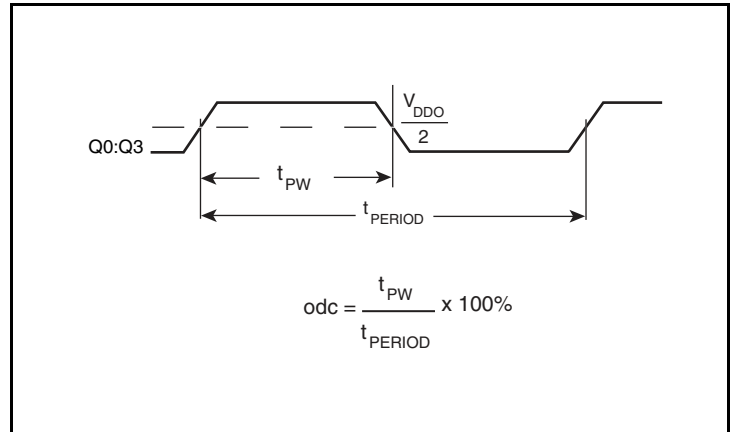 V_DDO
2
Q0:Q3
t_PW
t_PERIOD
odc = t_PW / t_PERIOD x 100%